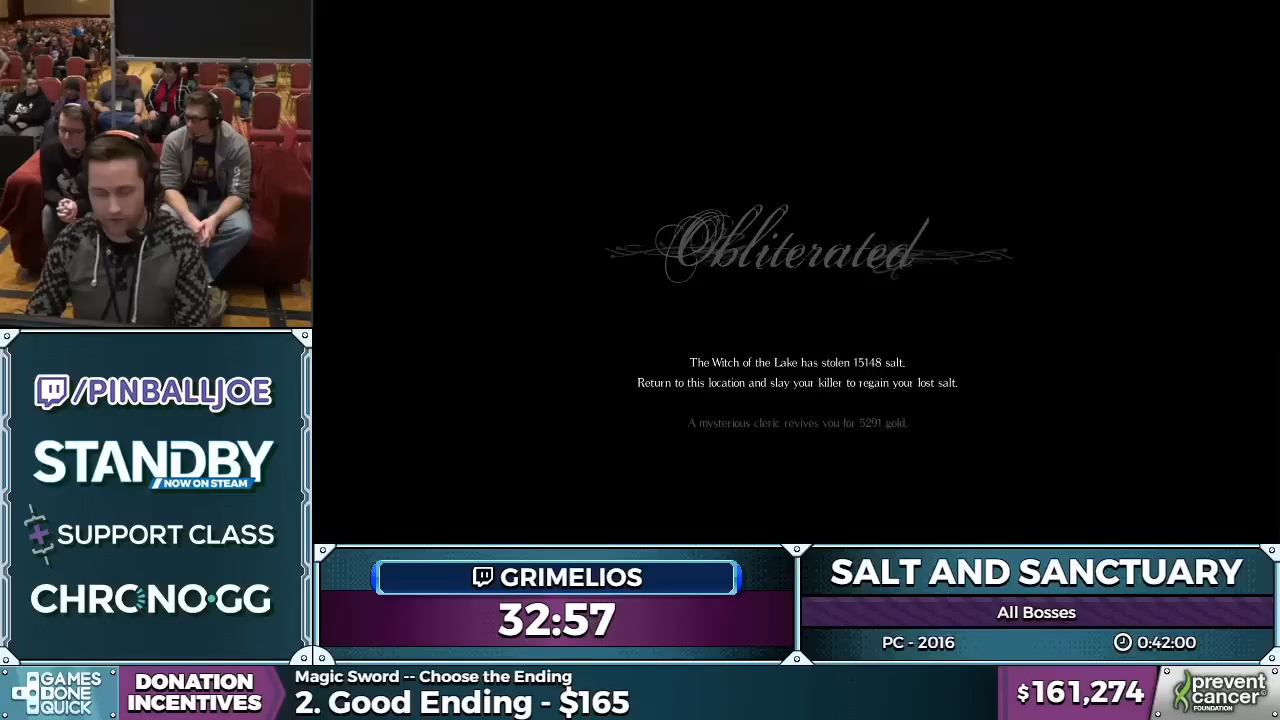 Obliterated
The Witch of the Lake has stolen 15148 salt.
Return to this location and slay your killer to regain your lost salt.
A mysterious cleric revives you for 5291 gold.
/PINBALLJOE
STANDBY
NOW ON STEAM
SUPPORT CLASS
CHRONO.GG
GRIMELIOS
32:57
SALT AND SANCTUARY
All Bosses
PC - 2016
0:42:00
GAMES DONE QUICK
DONATION INCENTIVES
Magic Sword -- Choose the Ending
2. Good Ending - $165
$161,274
prevent cancer FOUNDATION